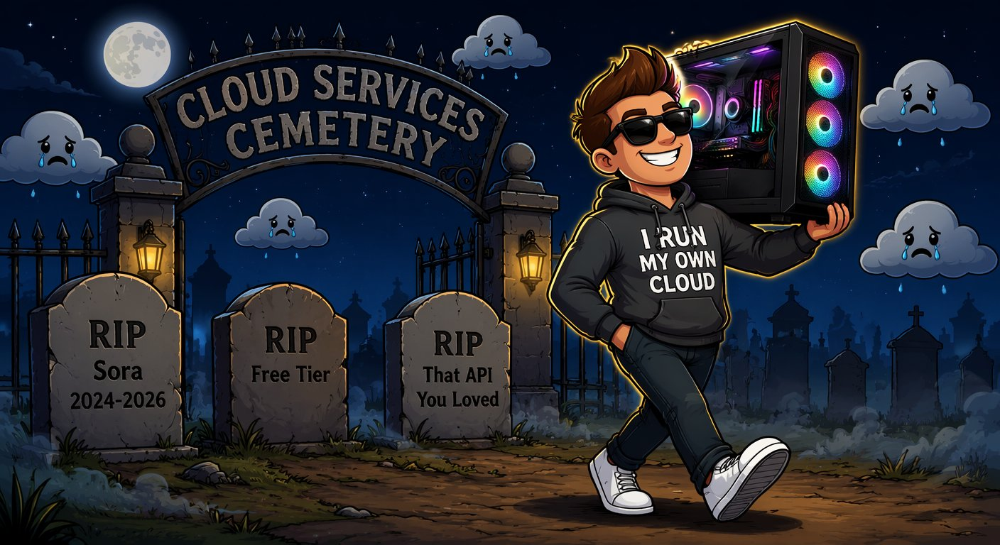 CLOUD SERVICES
CEMETERY
RIP
Sora
2024-2026
RIP
Free Tier
RIP
That API
You Loved
I RUN
MY OWN
CLOUD